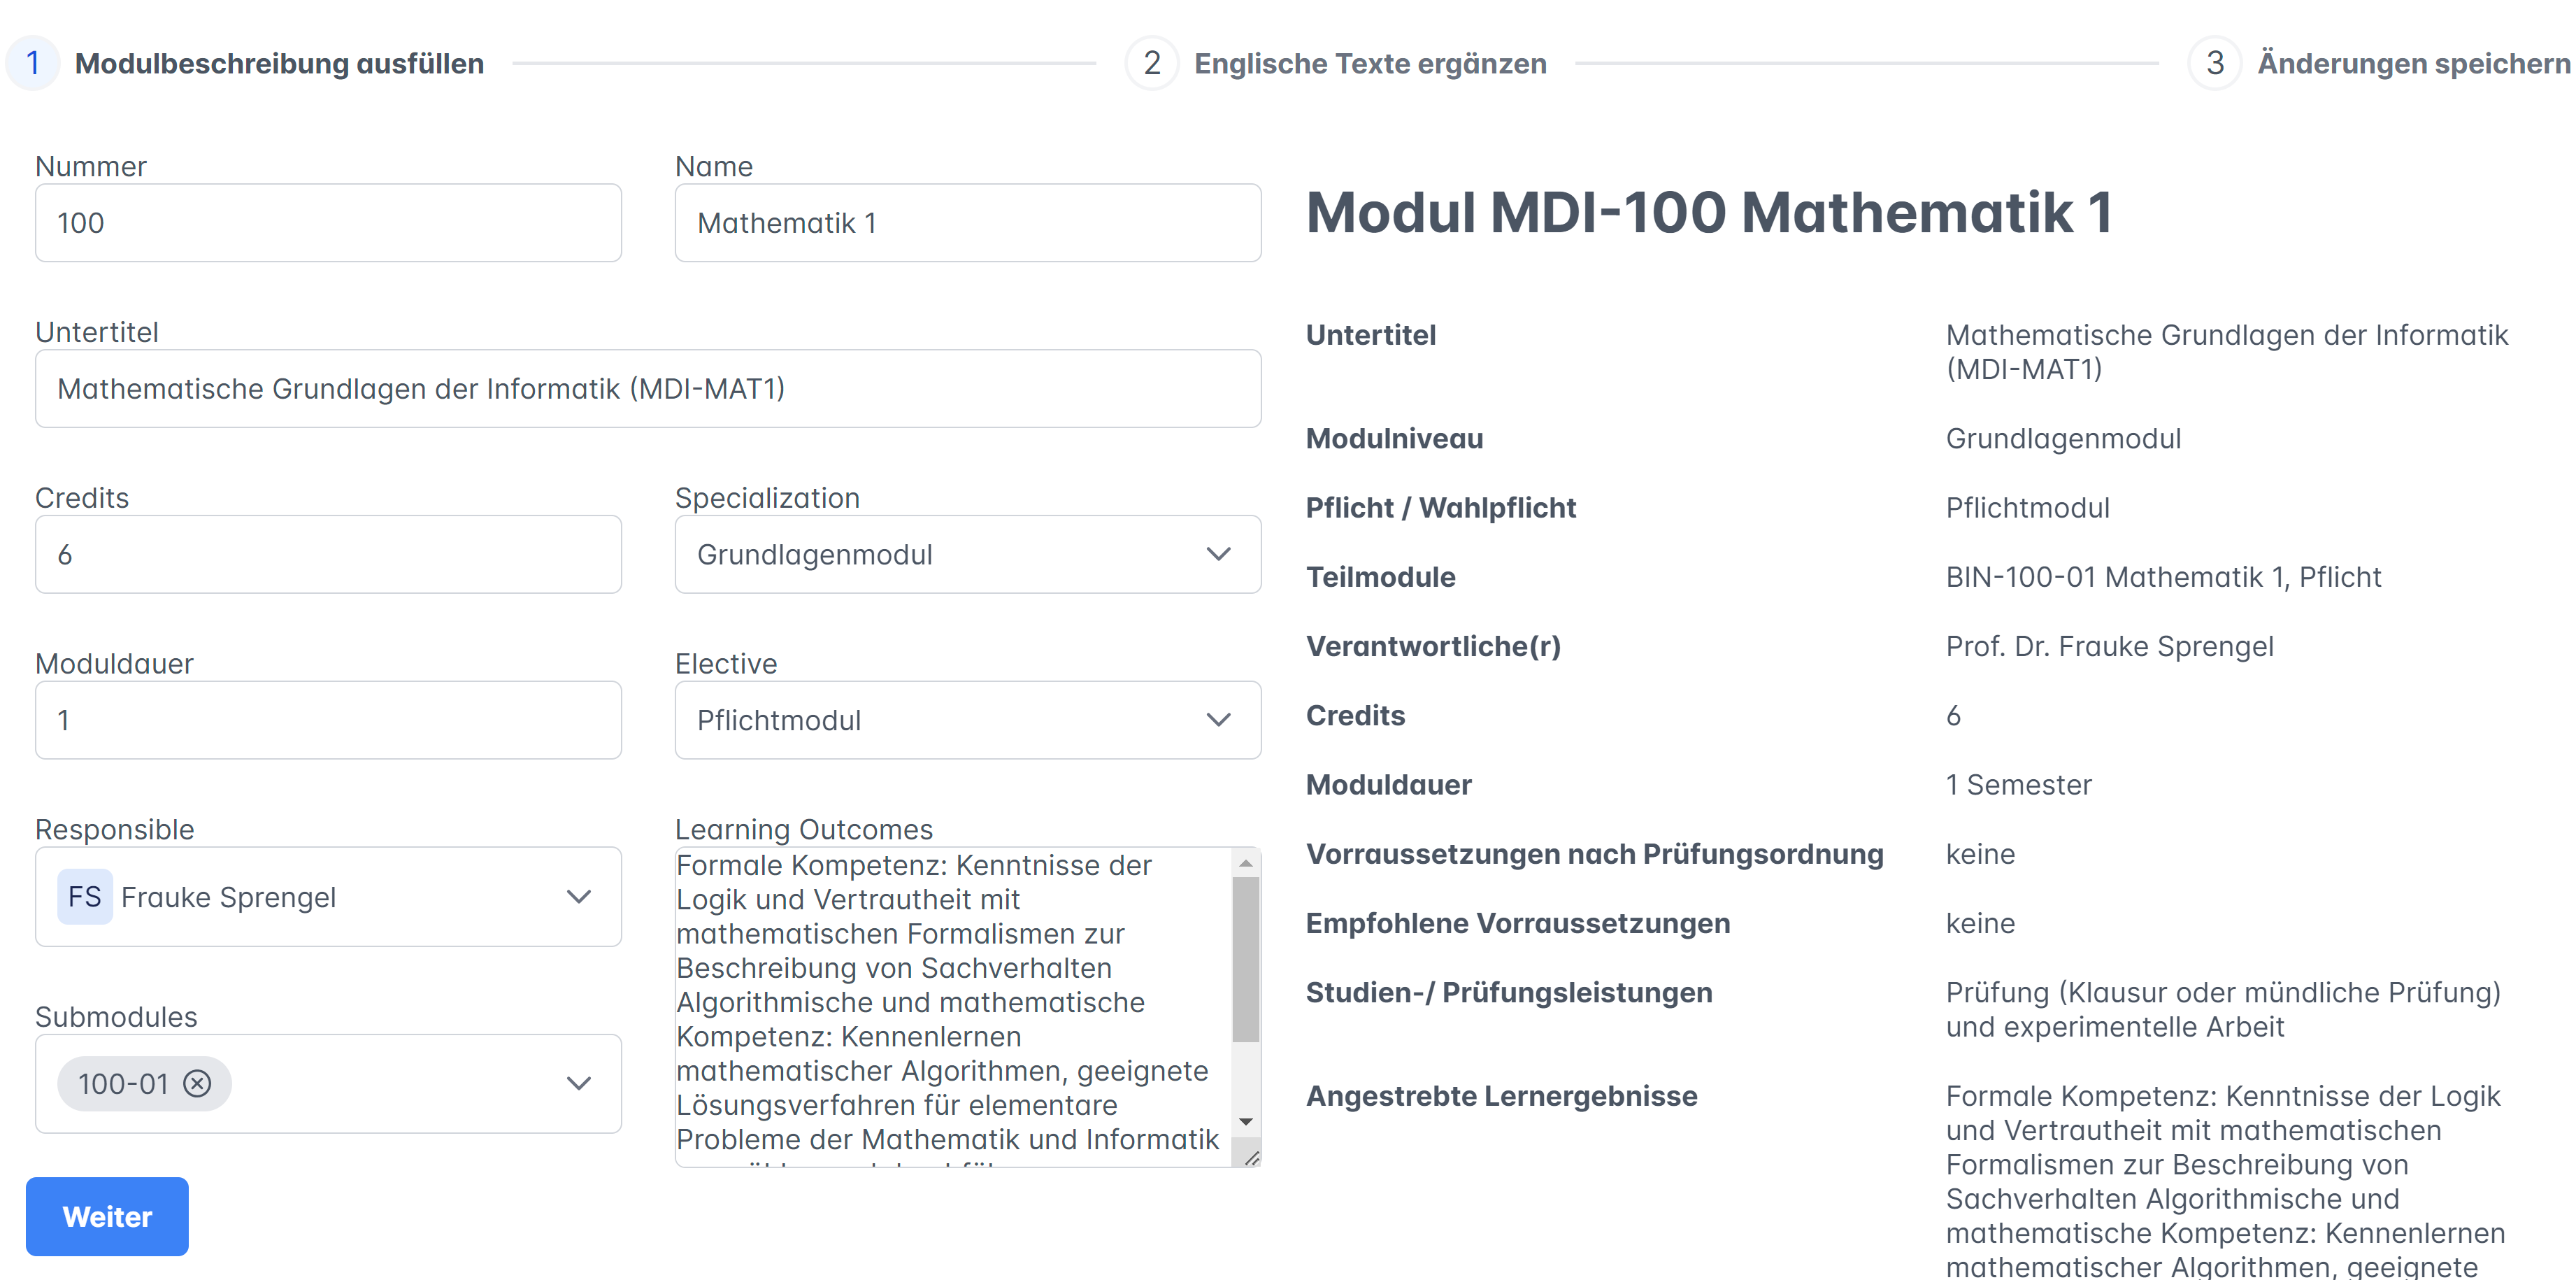 1 Modulbeschreibung ausfüllen 2 Englische Texte ergänzen 3 Änderungen speichern
Nummer
100
Name
Mathematik 1
Untertitel
Mathematische Grundlagen der Informatik (MDI-MAT1)
Credits
6
Specialization
Grundlagenmodul
Moduldauer
1
Elective
Pflichtmodul
Responsible
FS Frauke Sprengel
Submodules
100-01
Learning Outcomes
Formale Kompetenz: Kenntnisse der
Logik und Vertrautheit mit
mathematischen Formalismen zur
Beschreibung von Sachverhalten
Algorithmische und mathematische
Kompetenz: Kennenlernen
mathematischer Algorithmen, geeignete
Lösungsverfahren für elementare
Probleme der Mathematik und Informatik
Weiter
Modul MDI-100 Mathematik 1
Untertitel
Mathematische Grundlagen der Informatik
(MDI-MAT1)
Modulniveau
Grundlagenmodul
Pflicht / Wahlpflicht
Pflichtmodul
Teilmodule
BIN-100-01 Mathematik 1, Pflicht
Verantwortliche(r)
Prof. Dr. Frauke Sprengel
Credits
6
Moduldauer
1 Semester
Vorraussetzungen nach Prüfungsordnung
keine
Empfohlene Vorraussetzungen
keine
Studien-/ Prüfungsleistungen
Prüfung (Klausur oder mündliche Prüfung)
und experimentelle Arbeit
Angestrebte Lernergebnisse
Formale Kompetenz: Kenntnisse der Logik
und Vertrautheit mit mathematischen
Formalismen zur Beschreibung von
Sachverhalten Algorithmische und
mathematische Kompetenz: Kennenlernen
mathematischer Algorithmen, geeignete